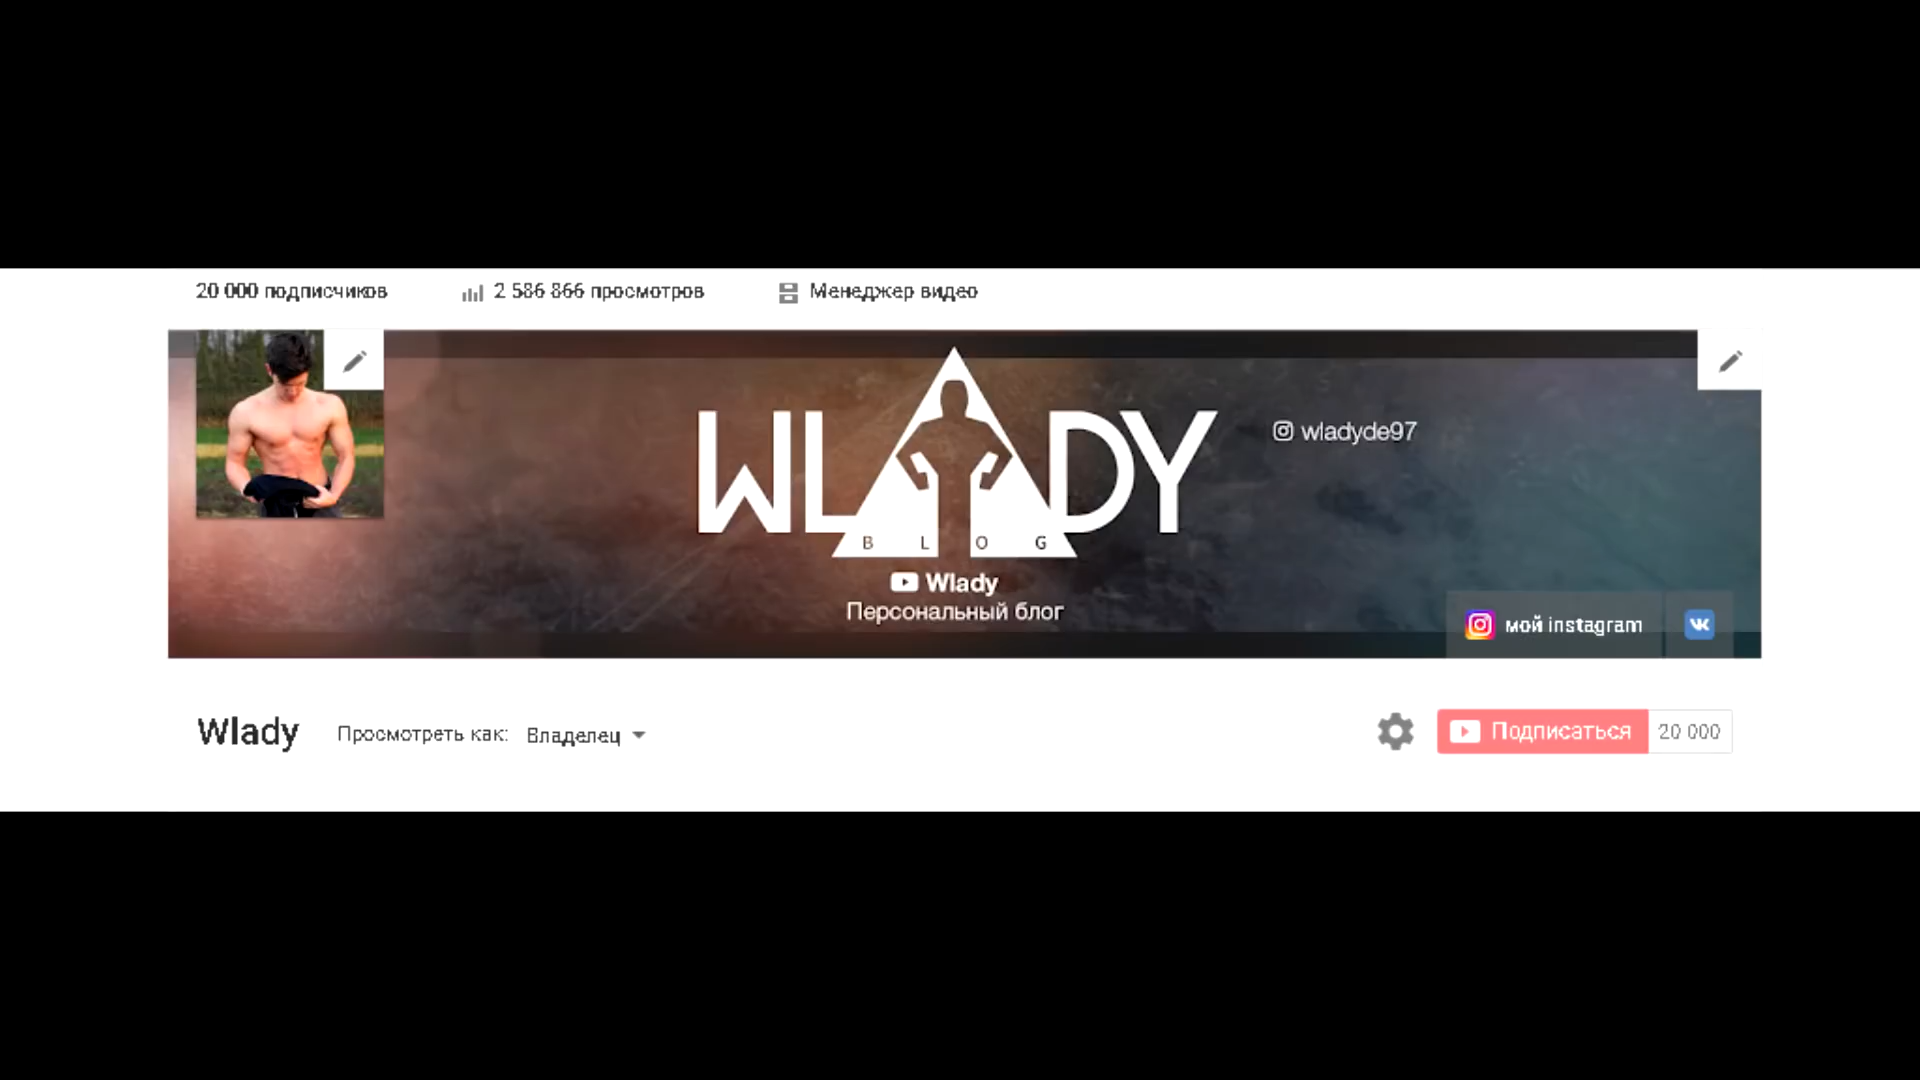 20 000 подписчиков
2 586 866 просмотров
Менеджер видео
WLADY
BLOG
wladyde97
Wlady
Персональный блог
мой instagram
Wlady
Просмотреть как: Владелец
Подписаться 20 000